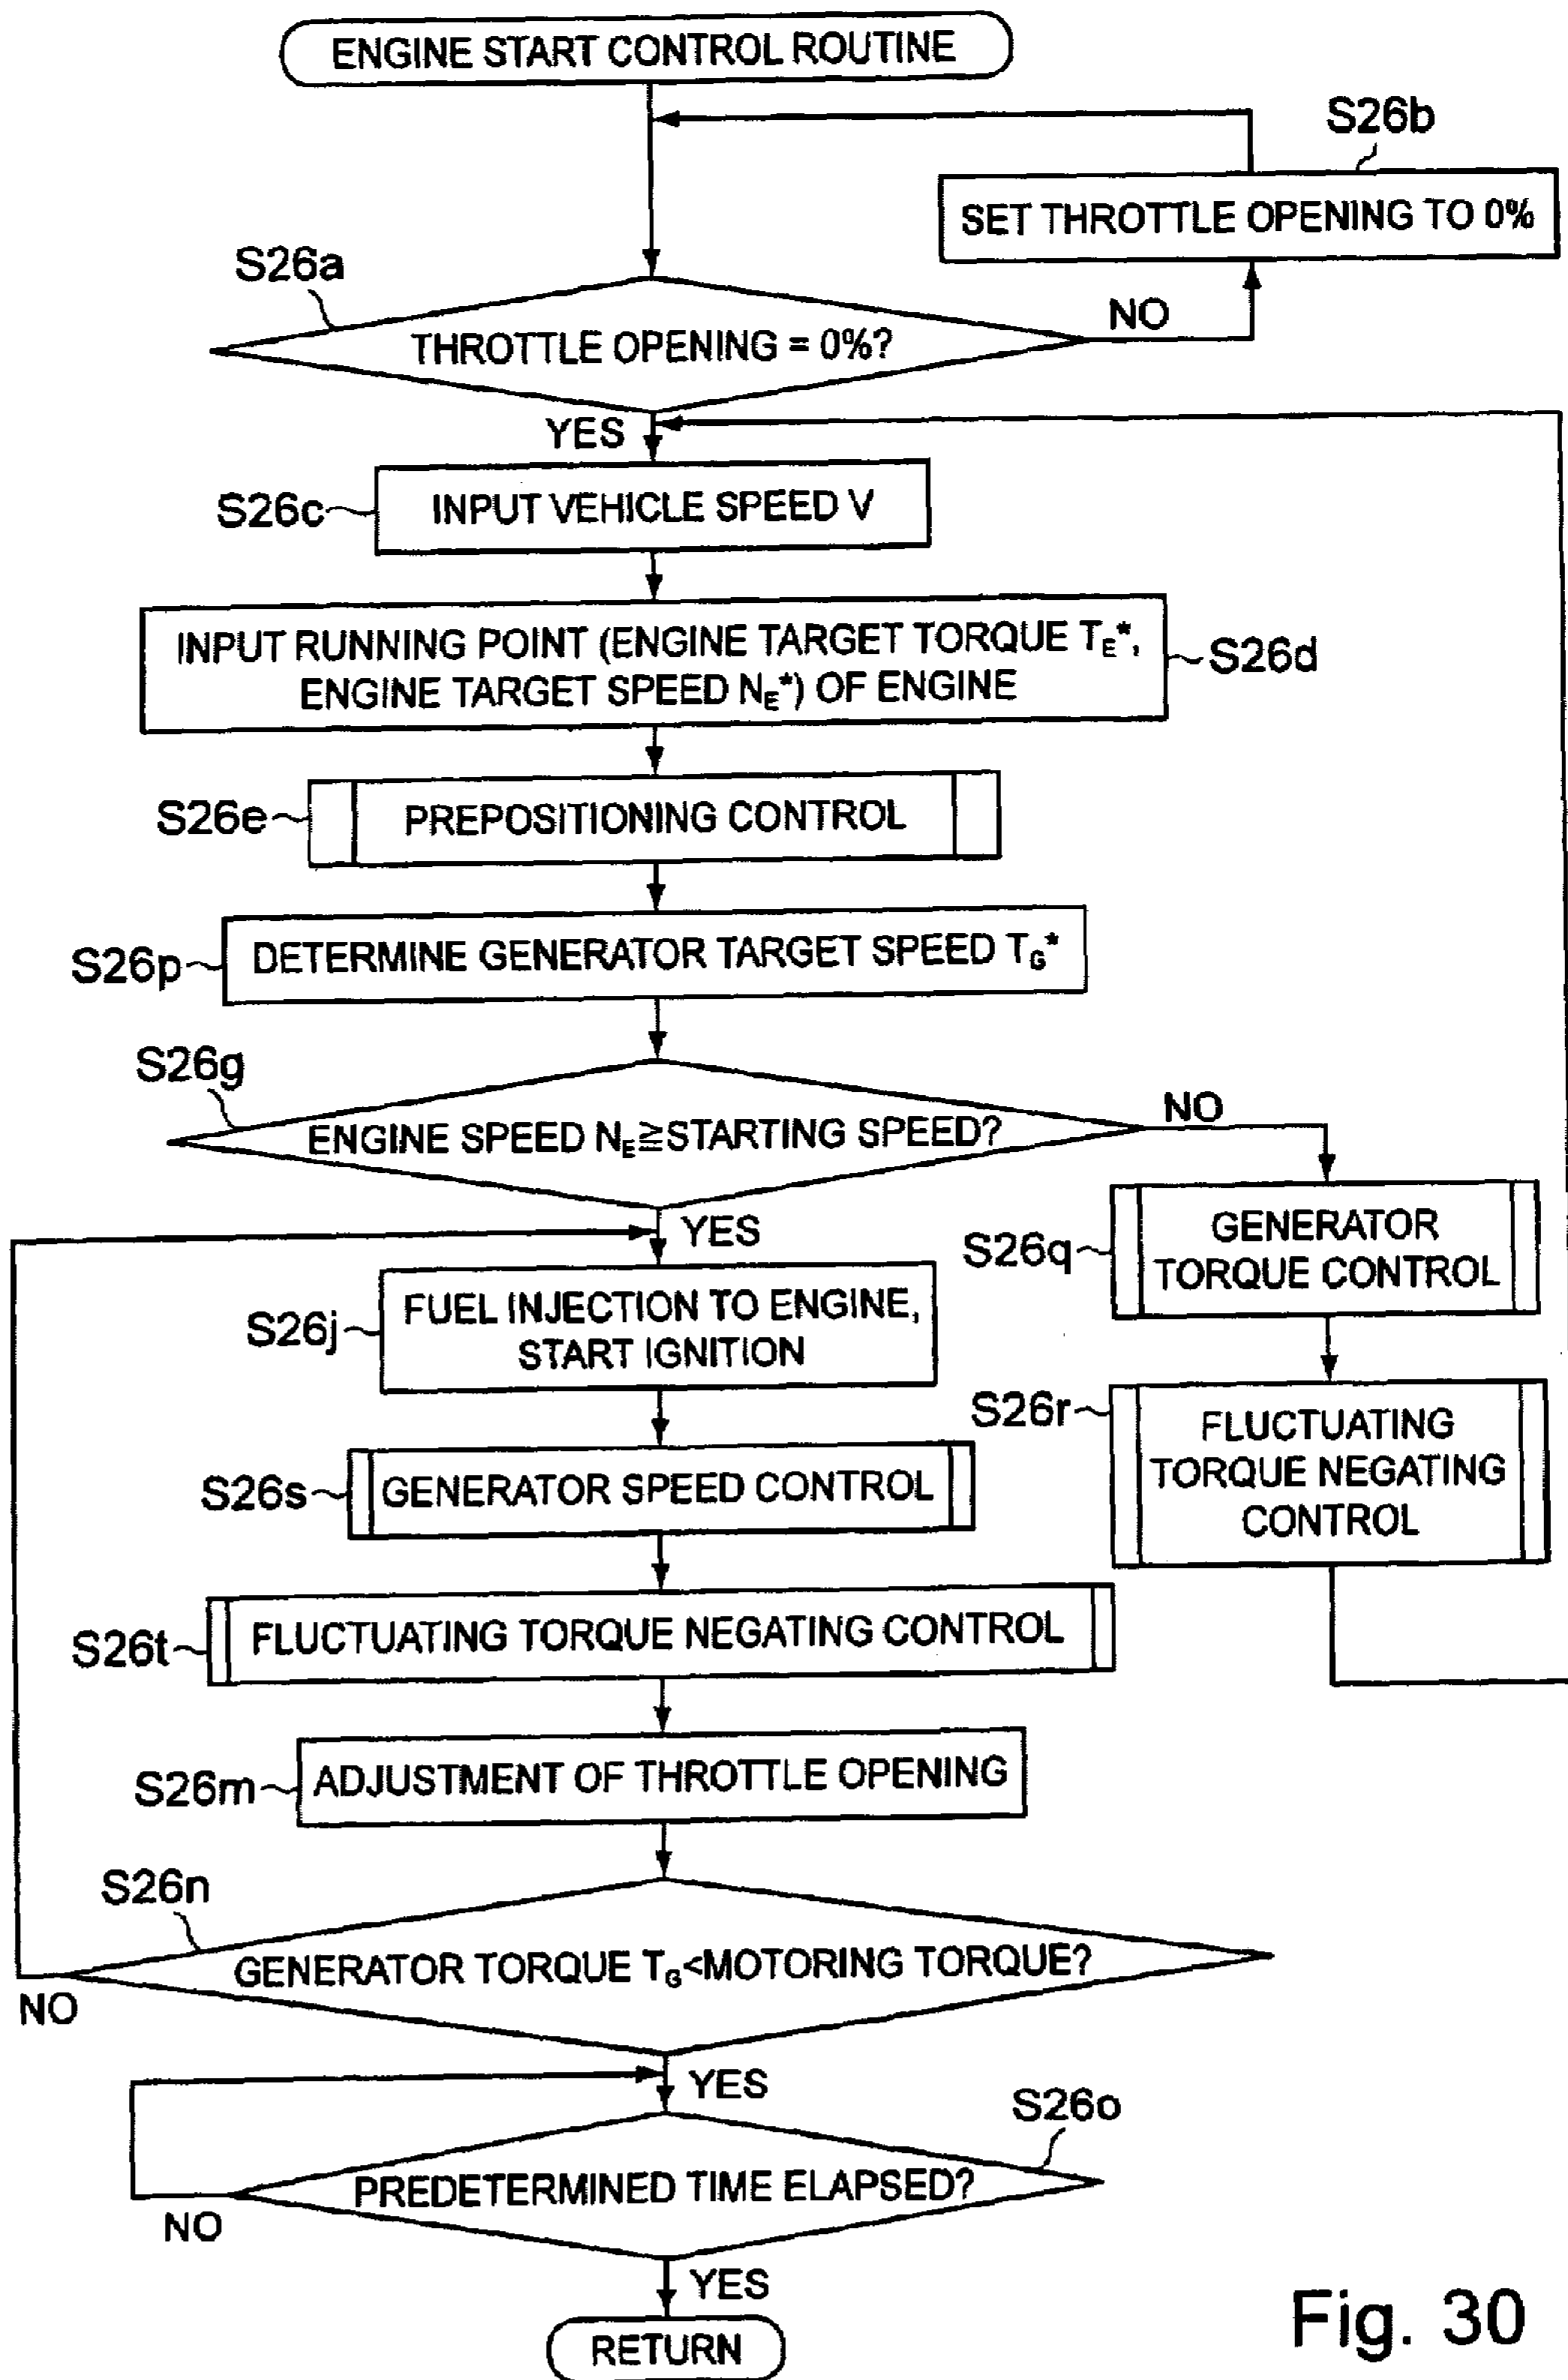 ENGINE START CONTROL ROUTINE
S26b
SET THROTTLE OPENING TO 0%
S26a
NO
THROTTLE OPENING = 0%?
YES
S26c
INPUT VEHICLE SPEED V
INPUT RUNNING POINT (ENGINE TARGET TORQUE TE*,
ENGINE TARGET SPEED NE*) OF ENGINE
S26d
S26e
PREPOSITIONING CONTROL
S26p
DETERMINE GENERATOR TARGET SPEED TG*
S26g
NO
ENGINE SPEED NE≧STARTING SPEED?
YES
S26q
GENERATOR
TORQUE CONTROL
S26j
FUEL INJECTION TO ENGINE,
START IGNITION
S26r
FLUCTUATING
TORQUE NEGATING
CONTROL
S26s
GENERATOR SPEED CONTROL
S26t
FLUCTUATING TORQUE NEGATING CONTROL
S26m
ADJUSTMENT OF THROTTLE OPENING
S26n
GENERATOR TORQUE TG<MOTORING TORQUE?
NO
YES
S26o
PREDETERMINED TIME ELAPSED?
NO
YES
RETURN
Fig. 30